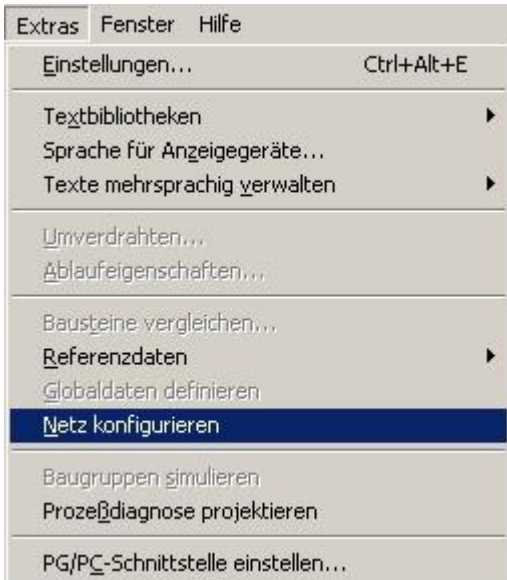 Extras Fenster Hilfe
Einstellungen... Ctrl+Alt+E
Textbibliotheken
Sprache für Anzeigegeräte...
Texte mehrsprachig verwalten
Umverdrahten...
Ablaufeigenschaften...
Bausteine vergleichen...
Referenzdaten
Globaldaten definieren
Netz konfigurieren
Baugruppen simulieren
Prozeßdiagnose projektieren
PG/PC-Schnittstelle einstellen...